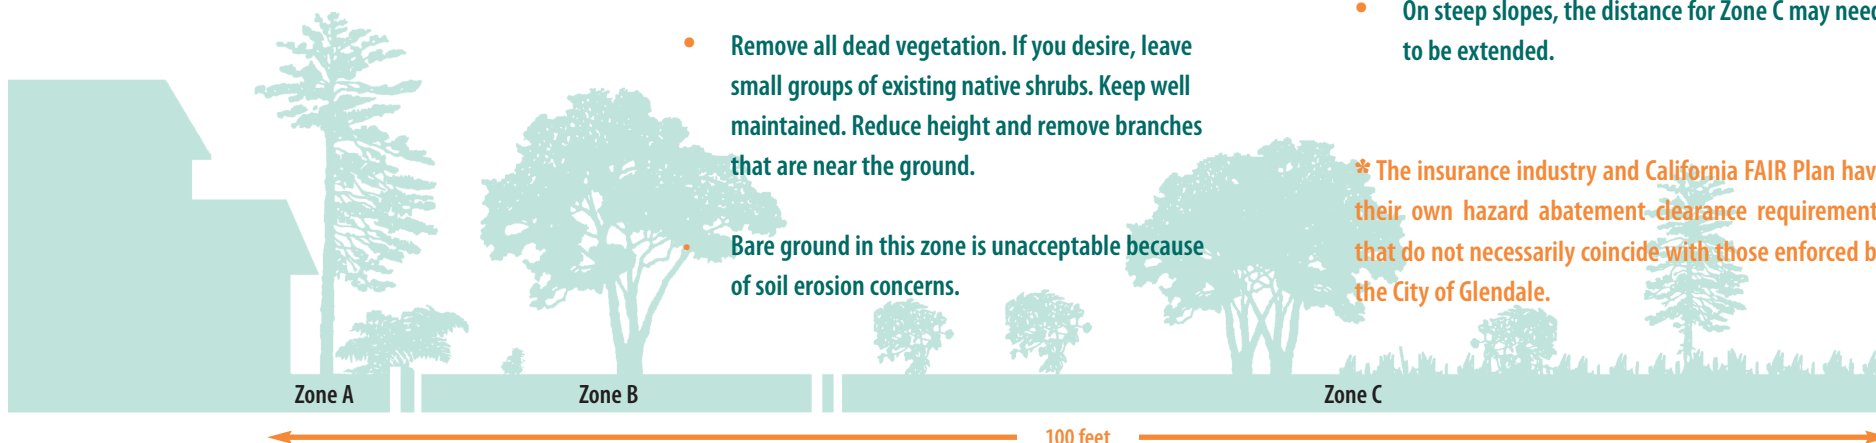 Remove all dead vegetation. If you desire, leave
small groups of existing native shrubs. Keep well
maintained. Reduce height and remove branches
that are near the ground.
Bare ground in this zone is unacceptable because
of soil erosion concerns.
On steep slopes, the distance for Zone C may need
to be extended.
* The insurance industry and California FAIR Plan hav
their own hazard abatement clearance requirement
that do not necessarily coincide with those enforced b
the City of Glendale.
Zone A
Zone B
Zone C
100 feet